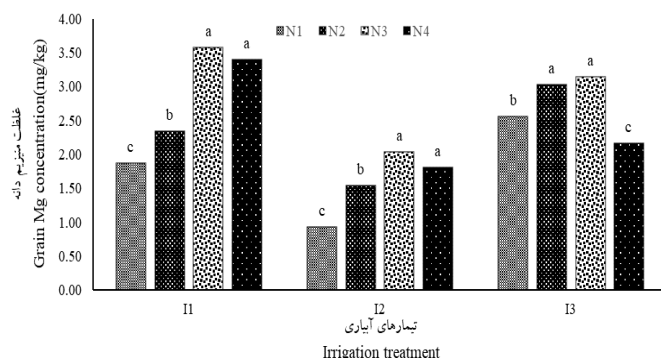 4.00
3.50
3.00
2.50
2.00
1.50
1.00
0.50
0.00
غلظت منیزیم دانه
Grain Mg concentration(mg/kg)
N1 N2 N3 N4
c b a a
c b a a
b a a c
I1 I2 I3
تیمارهای آبیاری
Irrigation treatment